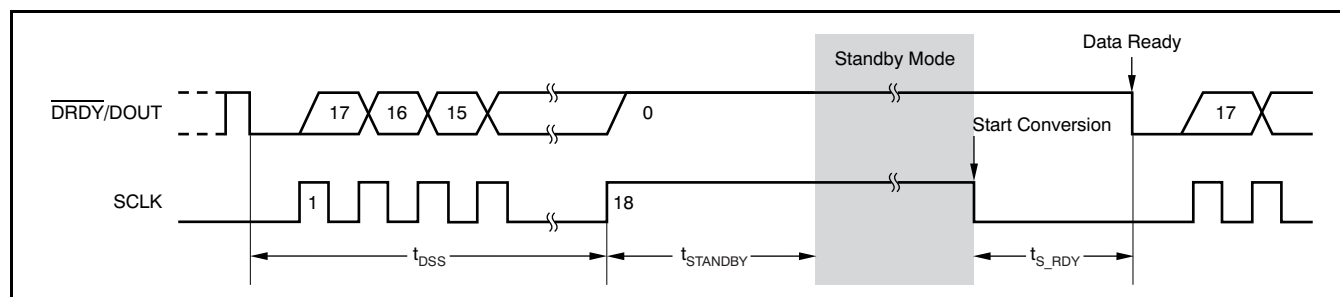 Data Ready
Standby Mode
DRDY/DOUT
17 16 15 0 17
Start Conversion
SCLK
1 18
tDSS tSTANDBY tS_RDY